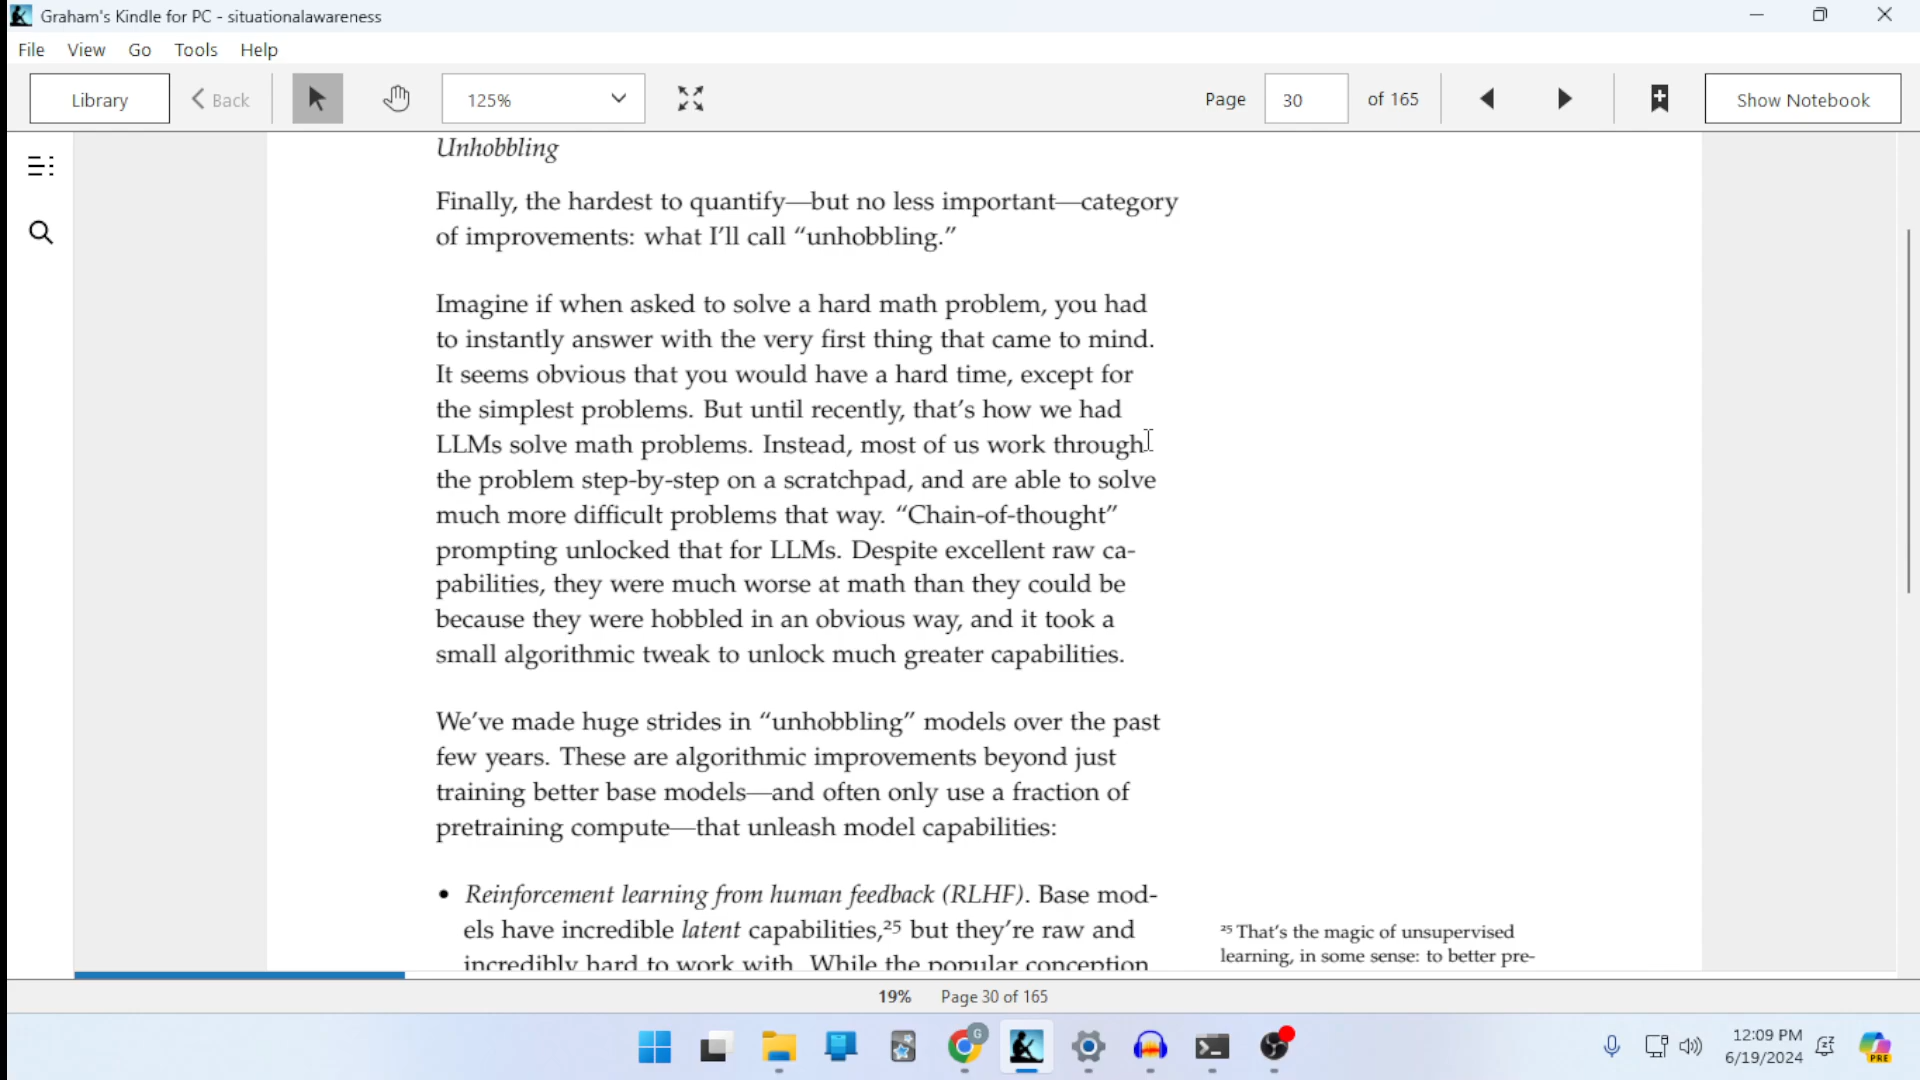 Graham's Kindle for PC - situationalawareness
File View Go Tools Help
Library Back 125% Page 30 of 165 Show Notebook
Unhobbling
Finally, the hardest to quantify—but no less important—category
of improvements: what I'll call “unhobbling.”
Imagine if when asked to solve a hard math problem, you had
to instantly answer with the very first thing that came to mind.
It seems obvious that you would have a hard time, except for
the simplest problems. But until recently, that's how we had
LLMs solve math problems. Instead, most of us work through
the problem step-by-step on a scratchpad, and are able to solve
much more difficult problems that way. “Chain-of-thought”
prompting unlocked that for LLMs. Despite excellent raw ca-
pabilities, they were much worse at math than they could be
because they were hobbled in an obvious way, and it took a
small algorithmic tweak to unlock much greater capabilities.
We've made huge strides in “unhobbling” models over the past
few years. These are algorithmic improvements beyond just
training better base models—and often only use a fraction of
pretraining compute—that unleash model capabilities:
• Reinforcement learning from human feedback (RLHF). Base mod-
els have incredible latent capabilities,²⁵ but they're raw and
incredibly hard to work with. While the popular conception
²⁵ That's the magic of unsupervised
learning, in some sense: to better pre-
19% Page 30 of 165
G
12:09 PM
6/19/2024
PRE